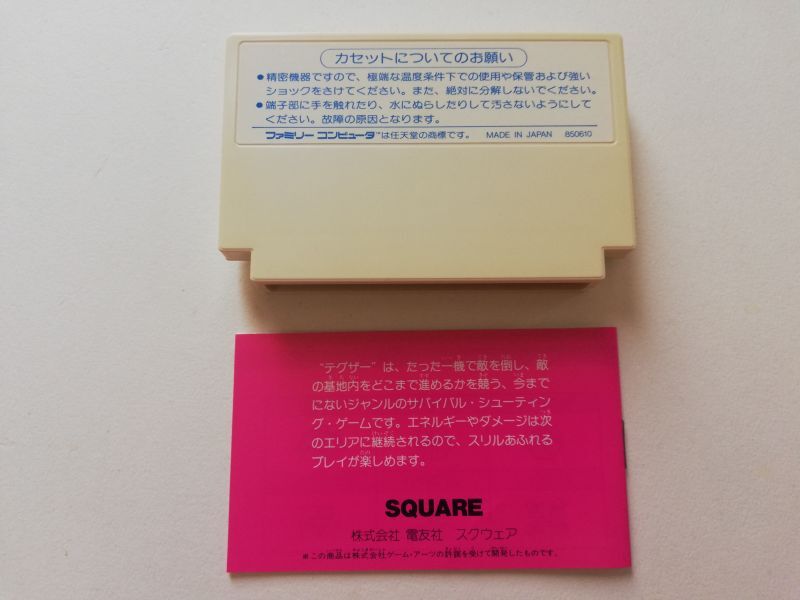 カセットについてのお願い
●精密機器ですので、極端な温度条件下での使用や保管および強い
ショックをさけてください。また、絶対に分解しないでください。
●端子部に手を触れたり、水にぬらしたりして汚さないようにして
ください。故障の原因となります。
ファミリー コンピュータ™は任天堂の商標です。 MADE IN JAPAN 850610
“テグザー”は、たった一機で敵を倒し、敵
の基地内をどこまで進めるかを競う、今まで
にないジャンルのサバイバル・シューティン
グ・ゲームです。エネルギーやダメージは次
のエリアに継続されるので、スリルあふれる
プレイが楽しめます。
SQUARE
株式会社 電友社 スクウェア
※この商品は株式会社ゲーム・アーツの許諾を受けて開発したものです。